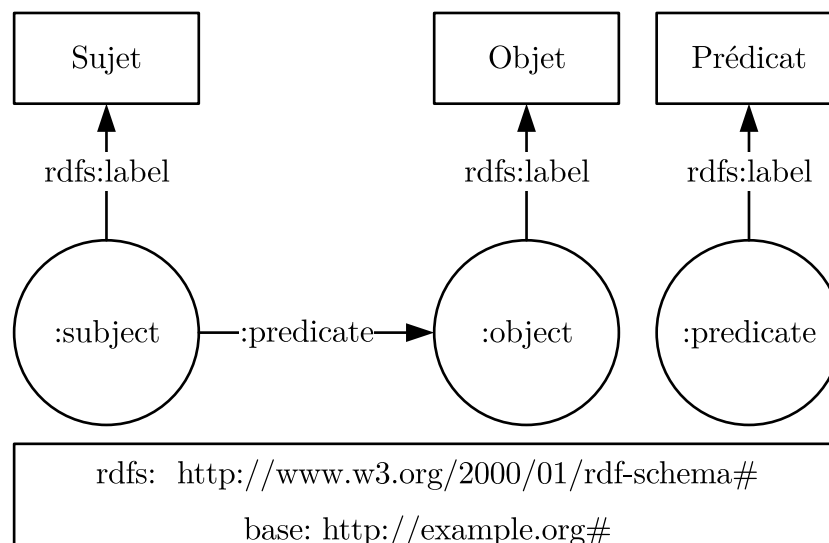 Sujet Objet Prédicat
rdfs:label rdfs:label rdfs:label
:subject :predicate :object :predicate
rdfs: http://www.w3.org/2000/01/rdf-schema#
base: http://example.org#